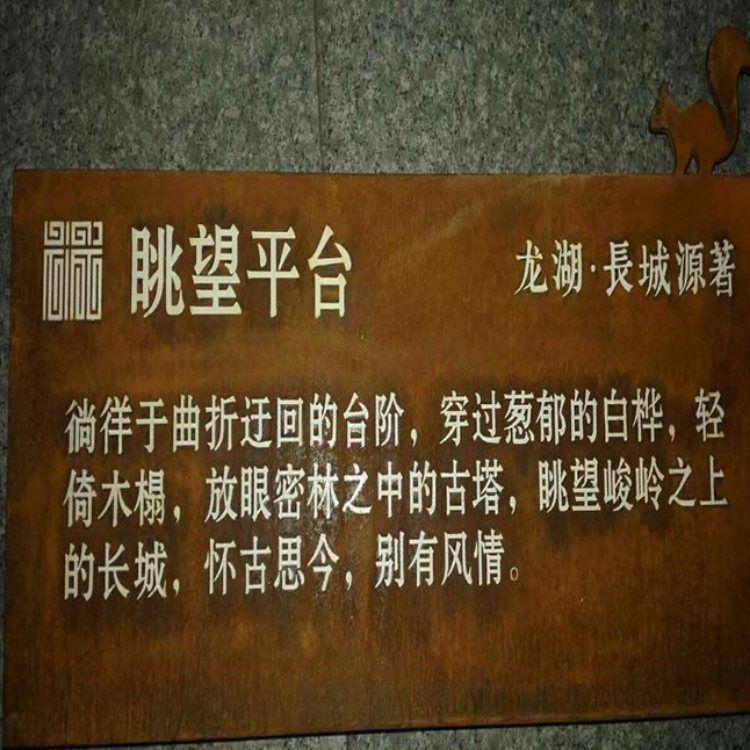 眺望平台
龙湖·長城源著
徜徉于曲折迂回的台阶，穿过葱郁的白桦，轻
倚木榻，放眼密林之中的古塔，眺望峻岭之上
的长城，怀古思今，别有风情。